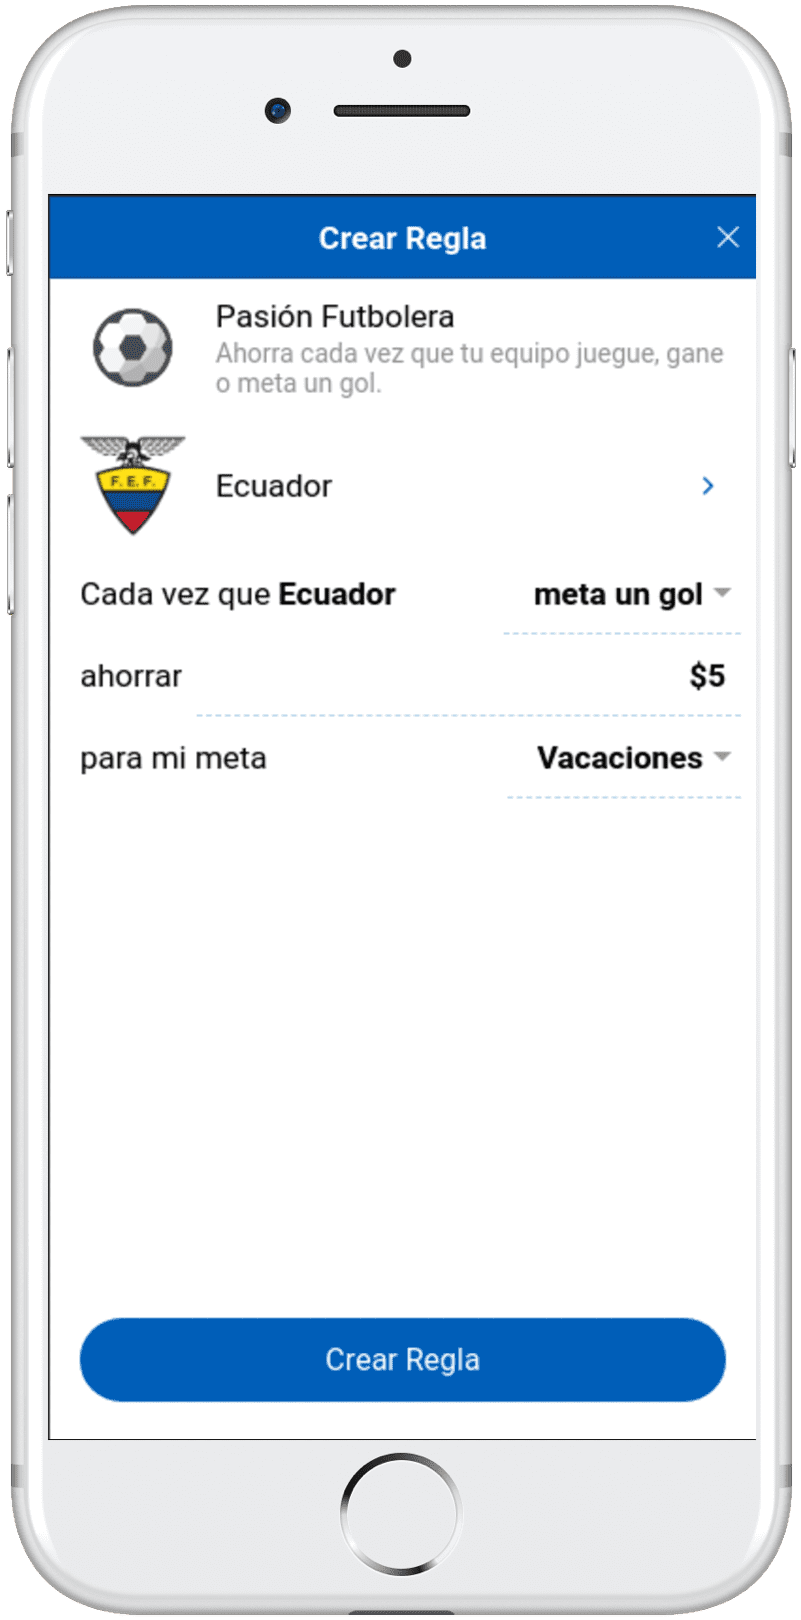 Crear Regla
Pasión Futbolera
Ahorra cada vez que tu equipo juegue, gane
o meta un gol.
F. E. F.
Ecuador
Cada vez que Ecuador meta un gol
ahorrar $5
para mi meta Vacaciones
Crear Regla